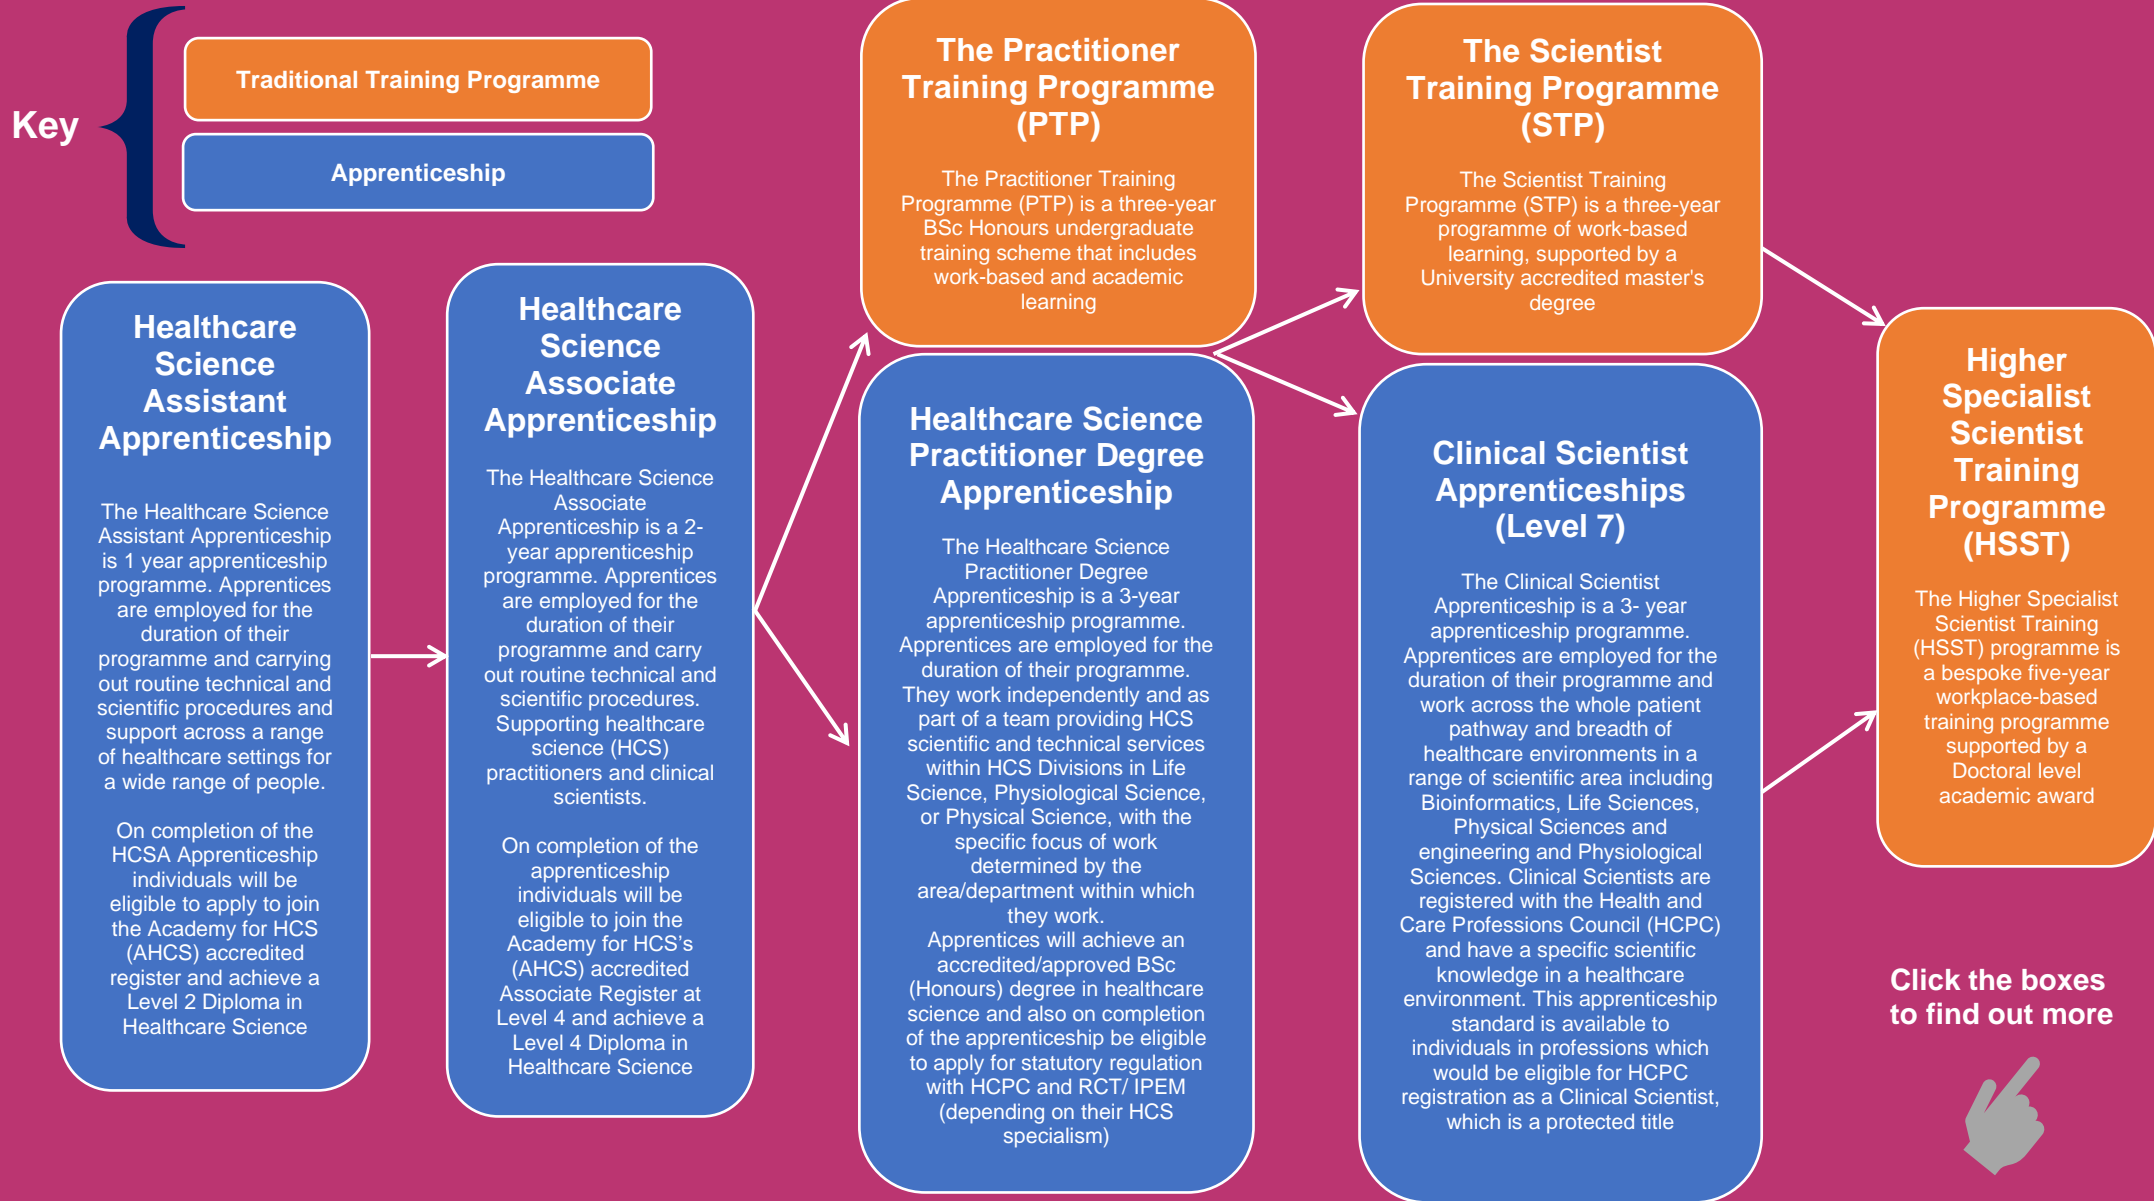 Key
Traditional Training Programme
Apprenticeship
Healthcare
Science
Assistant
Apprenticeship
The Healthcare Science
Assistant Apprenticeship
is 1 year apprenticeship
programme. Apprentices
are employed for the
duration of their
programme and carrying
out routine technical and
scientific procedures and
support across a range
of healthcare settings for
a wide range of people.
On completion of the
HCSA Apprenticeship
individuals will be
eligible to apply to join
the Academy for HCS
(AHCS) accredited
register and achieve a
Level 2 Diploma in
Healthcare Science
Healthcare
Science
Associate
Apprenticeship
The Healthcare Science
Associate
Apprenticeship is a 2-
year apprenticeship
programme. Apprentices
are employed for the
duration of their
programme and carry
out routine technical and
scientific procedures.
Supporting healthcare
science (HCS)
practitioners and clinical
scientists.
On completion of the
apprenticeship
individuals will be
eligible to join the
Academy for HCS’s
(AHCS) accredited
Associate Register at
Level 4 and achieve a
Level 4 Diploma in
Healthcare Science
The Practitioner
Training Programme
(PTP)
The Practitioner Training
Programme (PTP) is a three-year
BSc Honours undergraduate
training scheme that includes
work-based and academic
learning
Healthcare Science
Practitioner Degree
Apprenticeship
The Healthcare Science
Practitioner Degree
Apprenticeship is a 3-year
apprenticeship programme.
Apprentices are employed for the
duration of their programme.
They work independently and as
part of a team providing HCS
scientific and technical services
within HCS Divisions in Life
Science, Physiological Science,
or Physical Science, with the
specific focus of work
determined by the
area/department within which
they work.
Apprentices will achieve an
accredited/approved BSc
(Honours) degree in healthcare
science and also on completion
of the apprenticeship be eligible
to apply for statutory regulation
with HCPC and RCT/ IPEM
(depending on their HCS
specialism)
The Scientist
Training Programme
(STP)
The Scientist Training
Programme (STP) is a three-year
programme of work-based
learning, supported by a
University accredited master's
degree
Clinical Scientist
Apprenticeships
(Level 7)
The Clinical Scientist
Apprenticeship is a 3- year
apprenticeship programme.
Apprentices are employed for the
duration of their programme and
work across the whole patient
pathway and breadth of
healthcare environments in a
range of scientific area including
Bioinformatics, Life Sciences,
Physical Sciences and
engineering and Physiological
Sciences. Clinical Scientists are
registered with the Health and
Care Professions Council (HCPC)
and have a specific scientific
knowledge in a healthcare
environment. This apprenticeship
standard is available to
individuals in professions which
would be eligible for HCPC
registration as a Clinical Scientist,
which is a protected title
Higher
Specialist
Scientist
Training
Programme
(HSST)
The Higher Specialist
Scientist Training
(HSST) programme is
a bespoke five-year
workplace-based
training programme
supported by a
Doctoral level
academic award
Click the boxes
to find out more